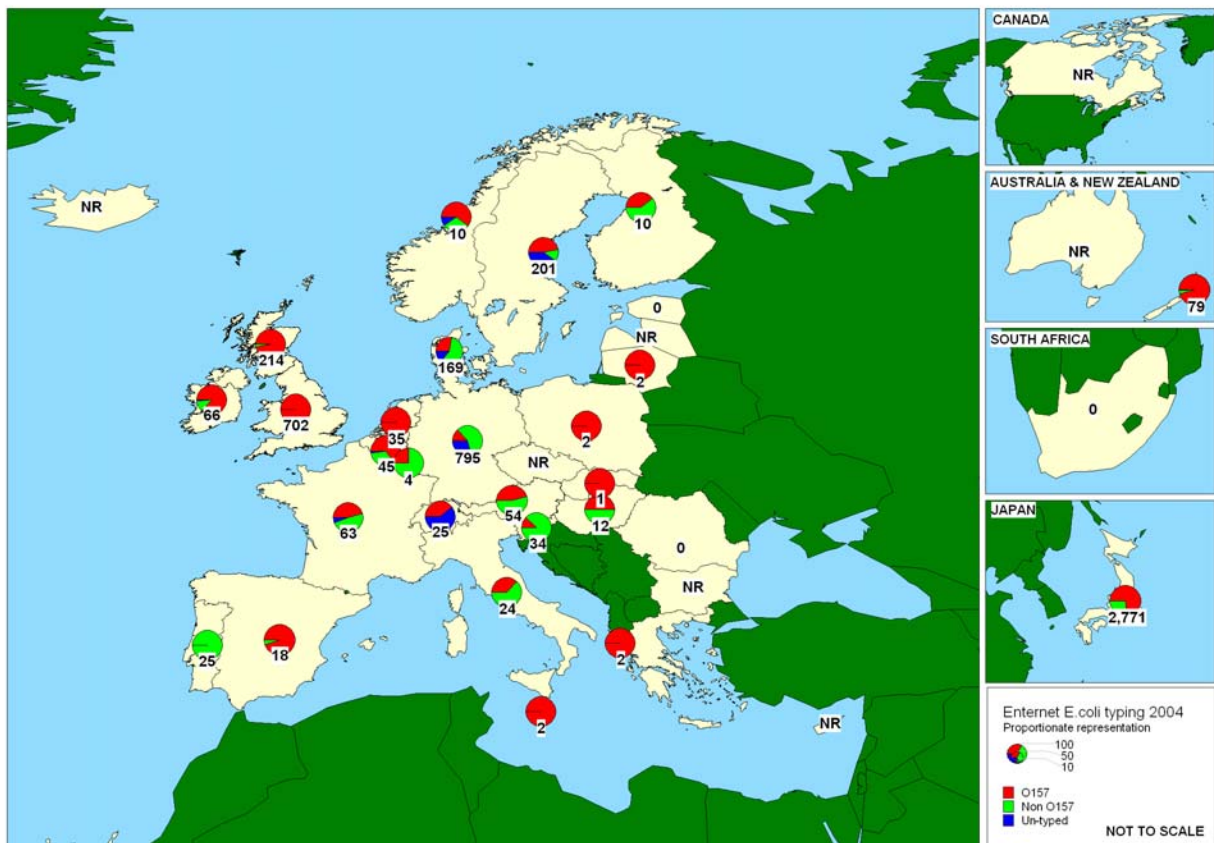 CANADA
NR
AUSTRALIA & NEW ZEALAND
NR
79
SOUTH AFRICA
0
JAPAN
2,771
NR
10
10
201
0
NR
2
169
214
66
702
35
2
45
4
795
NR
1
12
63
25
54
34
0
NR
24
25
18
2
2
NR
Enternet E.coli typing 2004
Proportionate representation
100
50
10
O157
Non O157
Un-typed
NOT TO SCALE